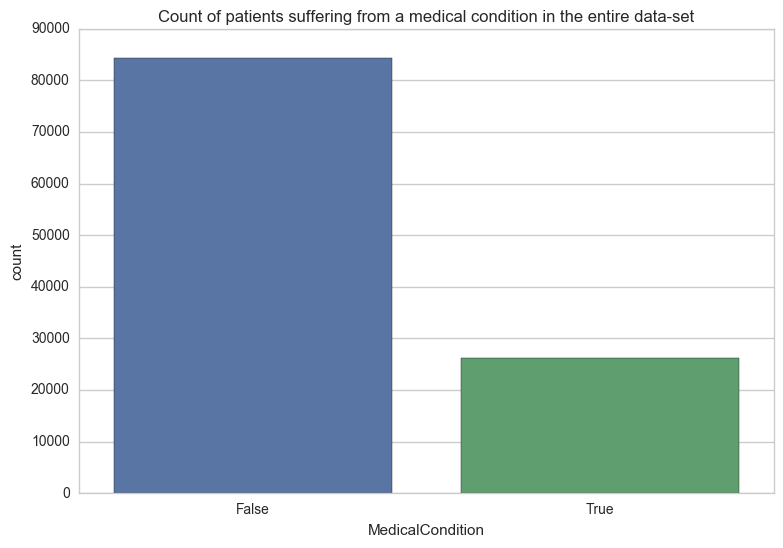 Count of patients suffering from a medical condition in the entire data-set
90000
80000
70000
60000
50000
40000
30000
20000
10000
0
count
False
True
MedicalCondition